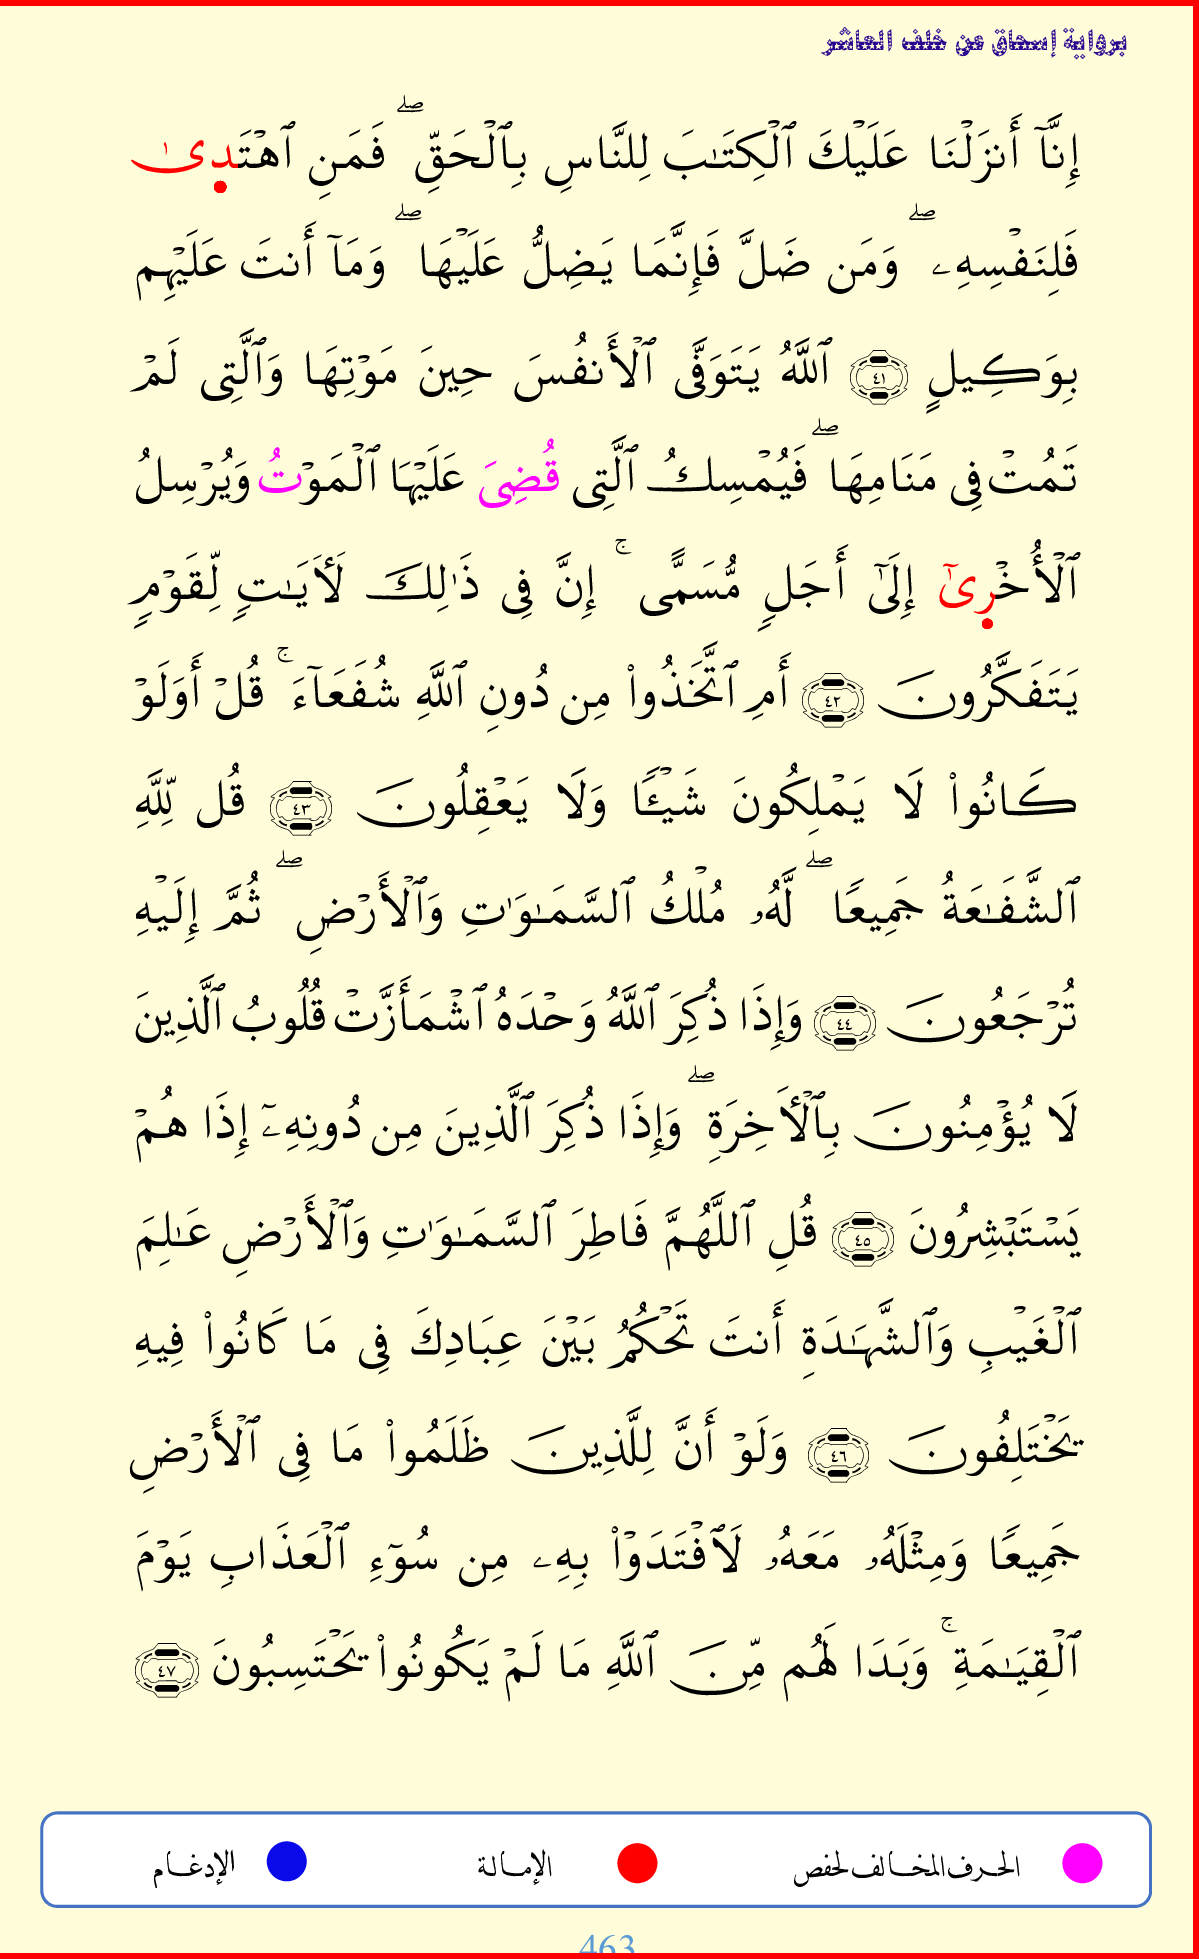 برواية إسحاق عن خلف العاشر
إِنَّآ أَنزَلۡنَا عَلَيۡكَ ٱلۡكِتَٰبَ لِلنَّاسِ بِٱلۡحَقِّۖ فَمَنِ ٱهۡتَدِىٰ
فَلِنَفۡسِهِۦۖ وَمَن ضَلَّ فَإِنَّمَا يَضِلُّ عَلَيۡهَاۖ وَمَآ أَنتَ عَلَيۡهِم
بِوَكِيلٍ ٤١ ٱللَّهُ يَتَوَفَّى ٱلۡأَنفُسَ حِينَ مَوۡتِهَا وَٱلَّتِى لَمۡ
تَمُتۡ فِى مَنَامِهَاۖ فَيُمۡسِكُ ٱلَّتِى قُضِىَ عَلَيۡهَا ٱلۡمَوۡتُ وَيُرۡسِلُ
ٱلۡأُخۡرِىٰٓ إِلَىٰٓ أَجَلٍ مُّسَمًّىۚ إِنَّ فِى ذَٰلِكَ لَأٓيَٰتٍ لِّقَوۡمٍ
يَتَفَكَّرُونَ ٤٢ أَمِ ٱتَّخَذُواْ مِن دُونِ ٱللَّهِ شُفَعَآءَۚ قُلۡ أَوَلَوۡ
كَانُواْ لَا يَمۡلِكُونَ شَيۡـًٔا وَلَا يَعۡقِلُونَ ٤٣ قُل لِّلَّهِ
ٱلشَّفَٰعَةُ جَمِيعًاۖ لَّهُۥ مُلۡكُ ٱلسَّمَٰوَٰتِ وَٱلۡأَرۡضِۖ ثُمَّ إِلَيۡهِ
تُرۡجَعُونَ ٤٤ وَإِذَا ذُكِرَ ٱللَّهُ وَحۡدَهُ ٱشۡمَأَزَّتۡ قُلُوبُ ٱلَّذِينَ
لَا يُؤۡمِنُونَ بِٱلۡأٓخِرَةِۖ وَإِذَا ذُكِرَ ٱلَّذِينَ مِن دُونِهِۦٓ إِذَا هُمۡ
يَسۡتَبۡشِرُونَ ٤٥ قُلِ ٱللَّهُمَّ فَاطِرَ ٱلسَّمَٰوَٰتِ وَٱلۡأَرۡضِ عَٰلِمَ
ٱلۡغَيۡبِ وَٱلشَّهَٰدَةِ أَنتَ تَحۡكُمُ بَيۡنَ عِبَادِكَ فِى مَا كَانُواْ فِيهِ
يَخۡتَلِفُونَ ٤٦ وَلَوۡ أَنَّ لِلَّذِينَ ظَلَمُواْ مَا فِى ٱلۡأَرۡضِ
جَمِيعًا وَمِثۡلَهُۥ مَعَهُۥ لَٱفۡتَدَوۡاْ بِهِۦ مِن سُوٓءِ ٱلۡعَذَابِ يَوۡمَ
ٱلۡقِيَٰمَةِۚ وَبَدَا لَهُم مِّنَ ٱللَّهِ مَا لَمۡ يَكُونُواْ يَحۡتَسِبُونَ ٤٧
الحرف المخالف لحفص الإمالة الإدغام
463